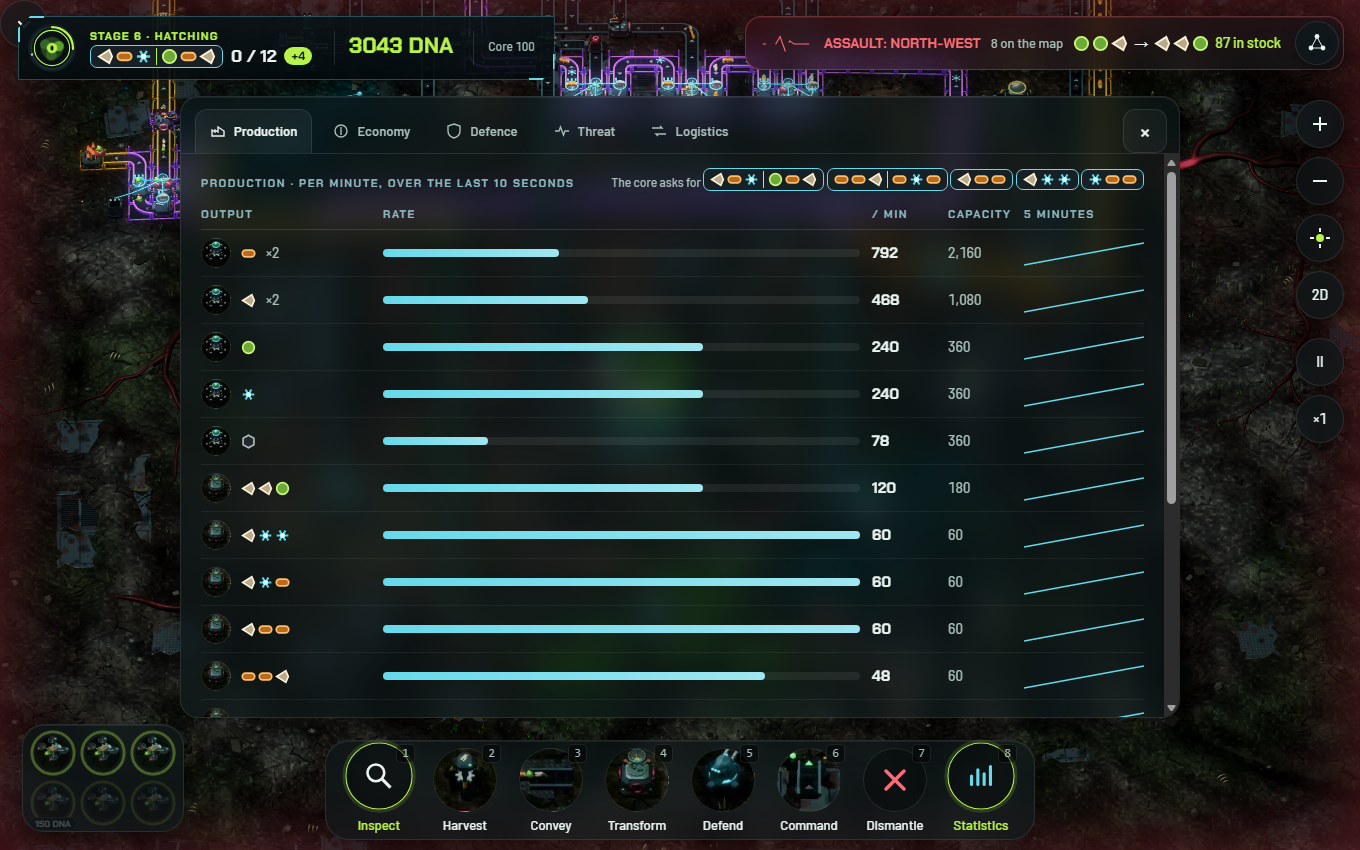 STAGE 6 · HATCHING
0 / 12 +4
3043 DNA
Core 100
ASSAULT: NORTH-WEST 8 on the map → 87 in stock
Production Economy Defence Threat Logistics ×
PRODUCTION · PER MINUTE, OVER THE LAST 10 SECONDS The core asks for
OUTPUT RATE / MIN CAPACITY 5 MINUTES
×2 792 2,160
×2 468 1,080
240 360
240 360
78 360
120 180
60 60
60 60
60 60
48 60
+
−
2D
II
×1
150 DNA
1 2 3 4 5 6 7 8
Inspect Harvest Convey Transform Defend Command Dismantle Statistics